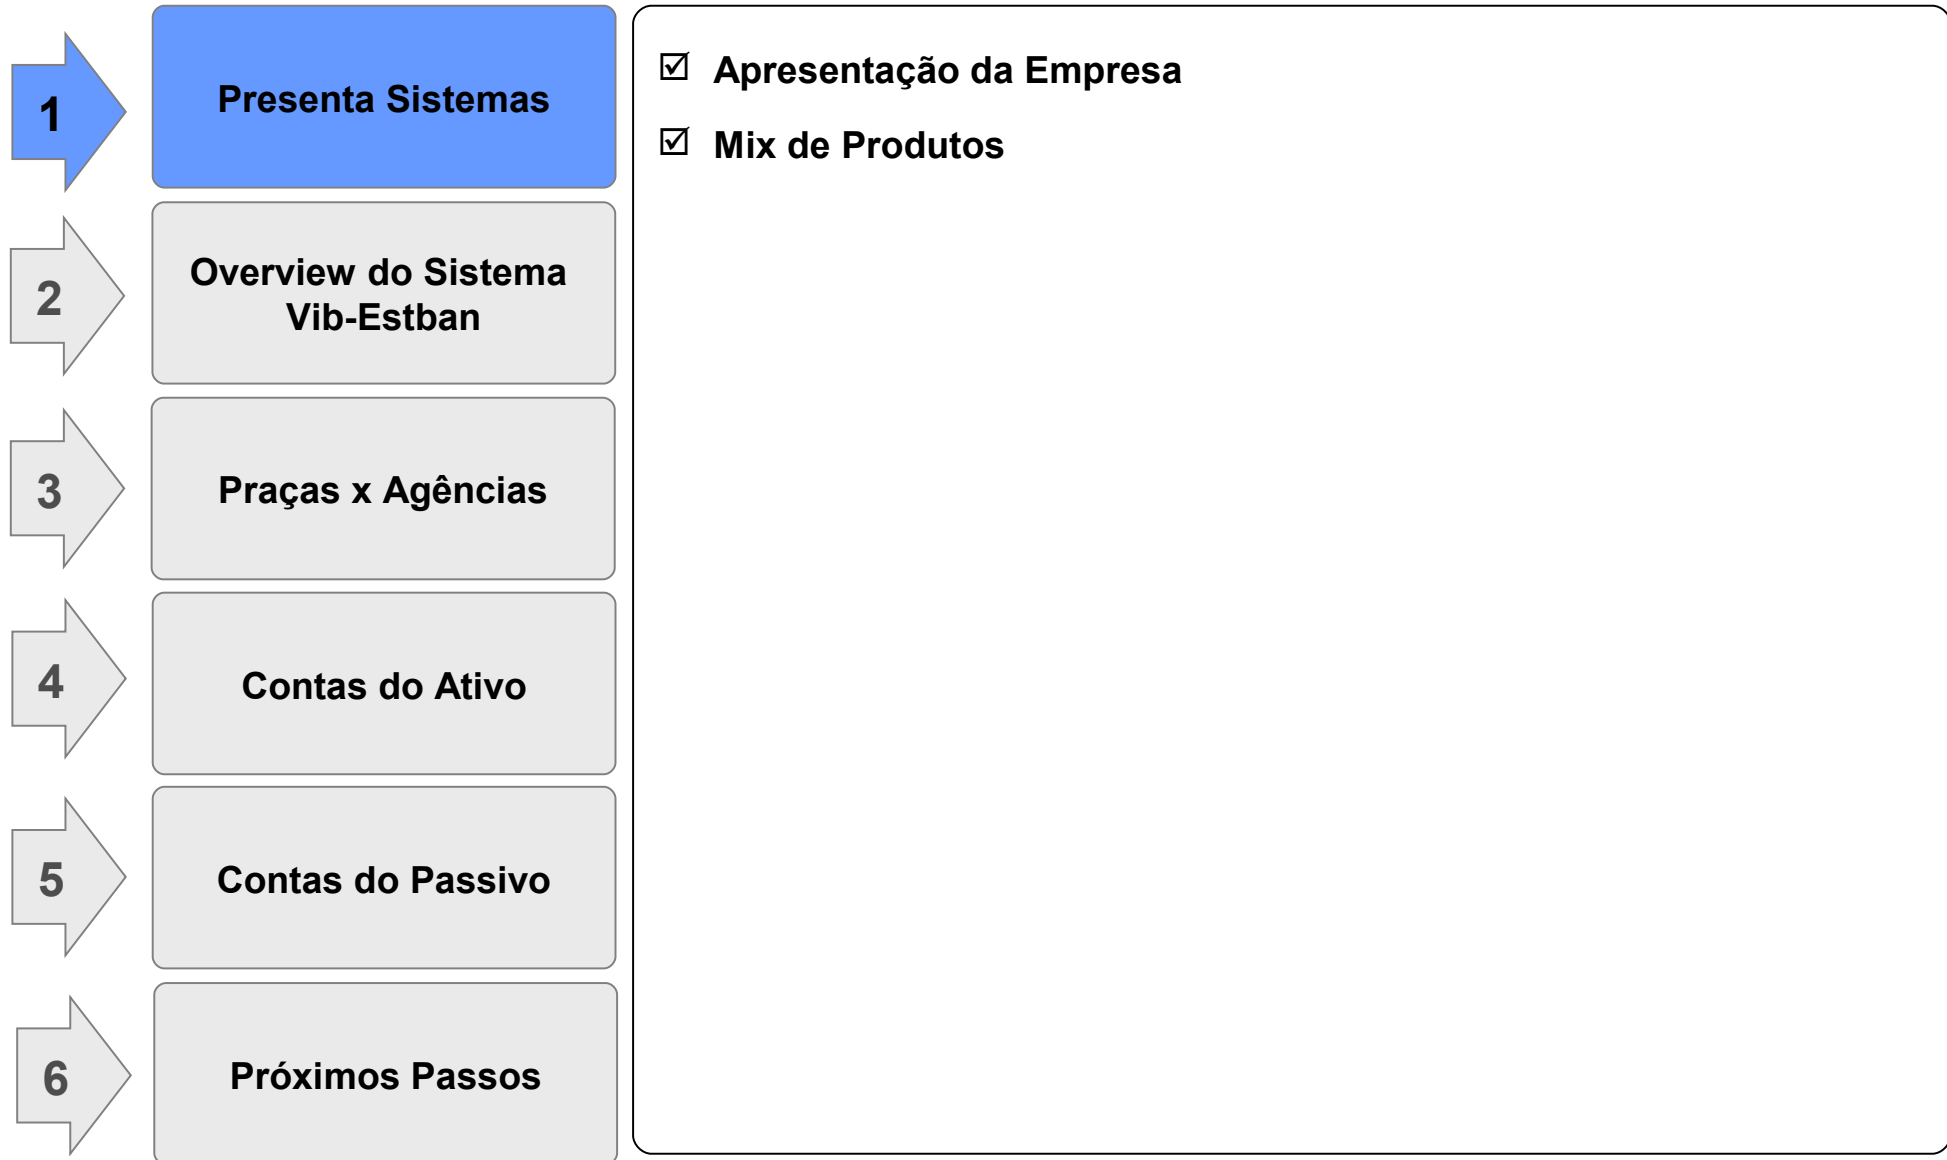 1
Presenta Sistemas
2
Overview do Sistema
Vib-Estban
3
Praças x Agências
4
Contas do Ativo
5
Contas do Passivo
6
Próximos Passos
☑ Apresentação da Empresa
☑ Mix de Produtos